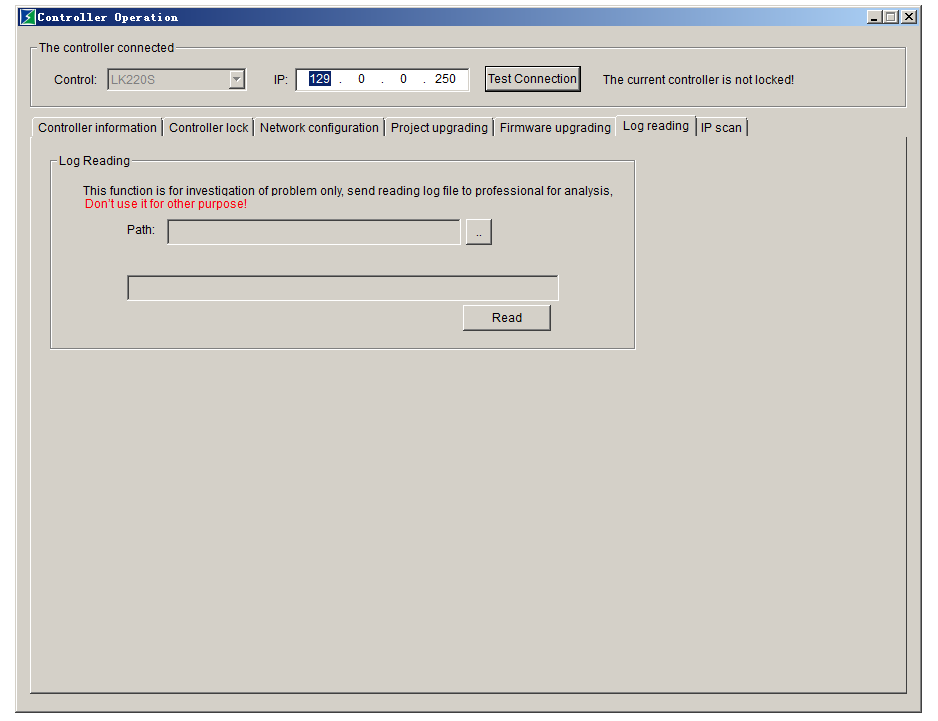 Controller Operation
The controller connected
Control: LK220S IP: 129 . 0 . 0 . 250 Test Connection The current controller is not locked!
Controller information Controller lock Network configuration Project upgrading Firmware upgrading Log reading IP scan
Log Reading
This function is for investigation of problem only, send reading log file to professional for analysis,
Don't use it for other purpose!
Path: ..
Read